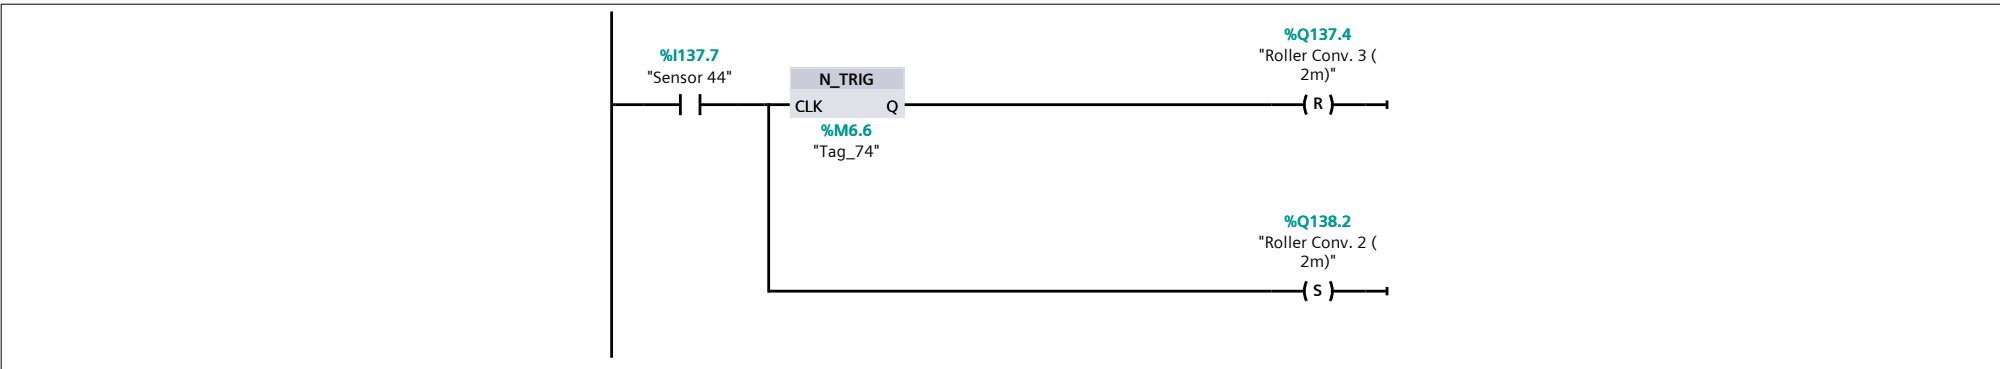 %I137.7
"Sensor 44"
N_TRIG
CLK Q
%M6.6
"Tag_74"
%Q137.4
"Roller Conv. 3 (
2m)"
R
%Q138.2
"Roller Conv. 2 (
2m)"
S